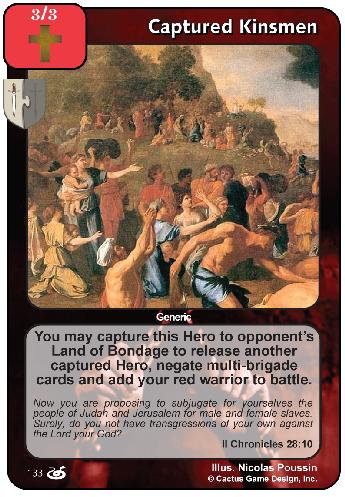 3/3
Captured Kinsmen
Generic
You may capture this Hero to opponent's
Land of Bondage to release another
captured Hero, negate multi-brigade
cards and add your red warrior to battle.
Now you are proposing to subjugate for yourselves the
people of Judah and Jerusalem for male and female slaves.
Surely, do you not have transgressions of your own against
the Lord your God?
II Chronicles 28:10
Illus. Nicolas Poussin
133
© Cactus Game Design, Inc.